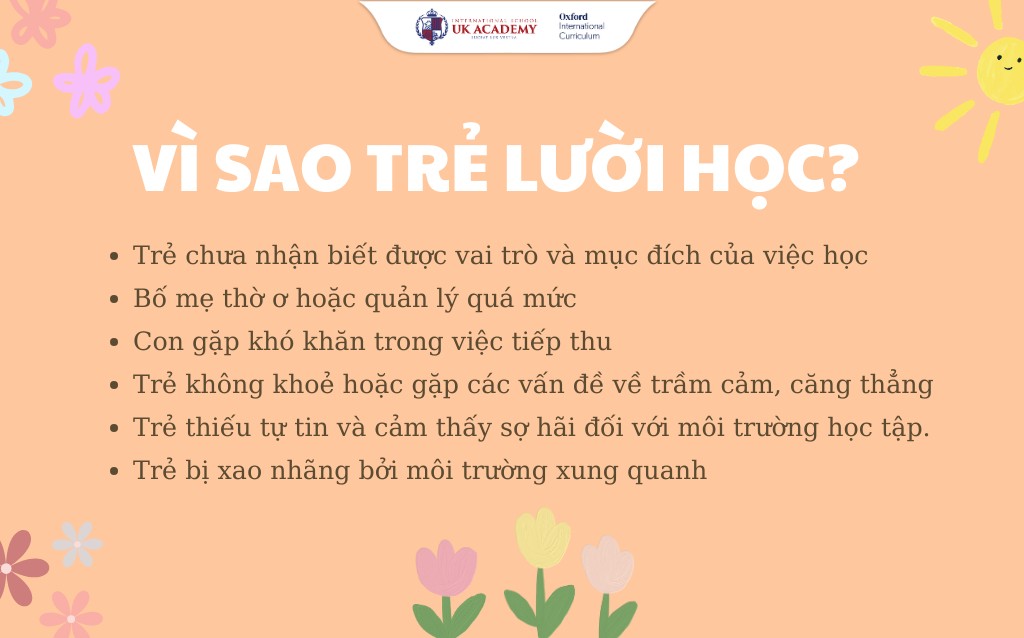 INTERNATIONAL SCHOOL
UK ACADEMY
Oxford
International
Curriculum
VÌ SAO TRẺ LƯỜI HỌC?
• Trẻ chưa nhận biết được vai trò và mục đích của việc học
• Bố mẹ thờ ơ hoặc quản lý quá mức
• Con gặp khó khăn trong việc tiếp thu
• Trẻ không khoẻ hoặc gặp các vấn đề về trầm cảm, căng thẳng
• Trẻ thiếu tự tin và cảm thấy sợ hãi đối với môi trường học tập.
• Trẻ bị xao nhãng bởi môi trường xung quanh